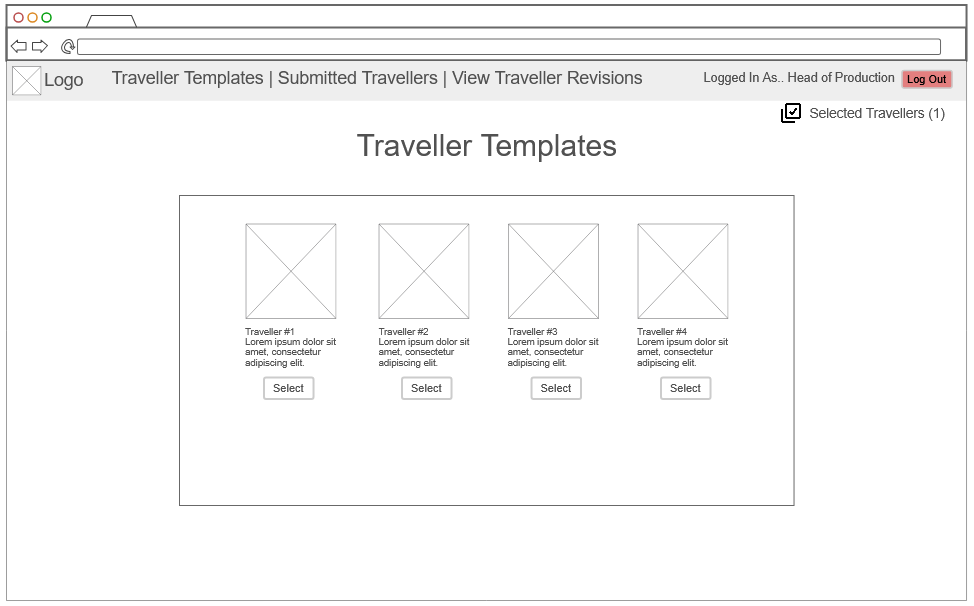 Logo
Traveller Templates | Submitted Travellers | View Traveller Revisions
Logged In As.. Head of Production
Log Out
Selected Travellers (1)
Traveller Templates
Traveller #1
Lorem ipsum dolor sit
amet, consectetur
adipiscing elit.
Select
Traveller #2
Lorem ipsum dolor sit
amet, consectetur
adipiscing elit.
Select
Traveller #3
Lorem ipsum dolor sit
amet, consectetur
adipiscing elit.
Select
Traveller #4
Lorem ipsum dolor sit
amet, consectetur
adipiscing elit.
Select